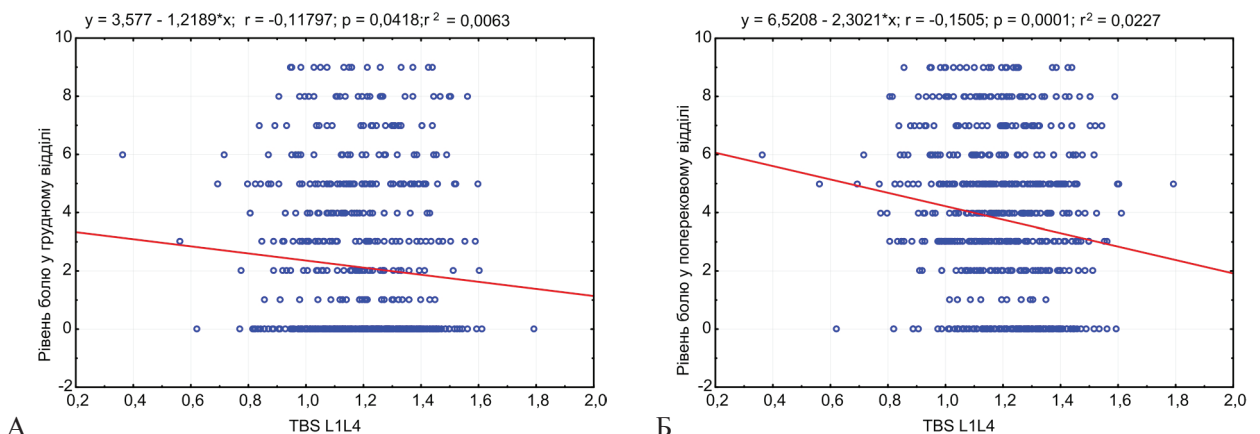 y = 3,577 - 1,2189*x; r = -0,11797; p = 0,0418;r² = 0,0063
Рівень болю у грудному відділі
10
8
6
4
2
0
-2
0,2 0,4 0,6 0,8 1,0 1,2 1,4 1,6 1,8 2,0
TBS L1L4
А
y = 6,5208 - 2,3021*x; r = -0,1505; p = 0,0001; r² = 0,0227
Рівень болю у поперековому відділі
10
8
6
4
2
0
-2
0,2 0,4 0,6 0,8 1,0 1,2 1,4 1,6 1,8 2,0
TBS L1L4
Б